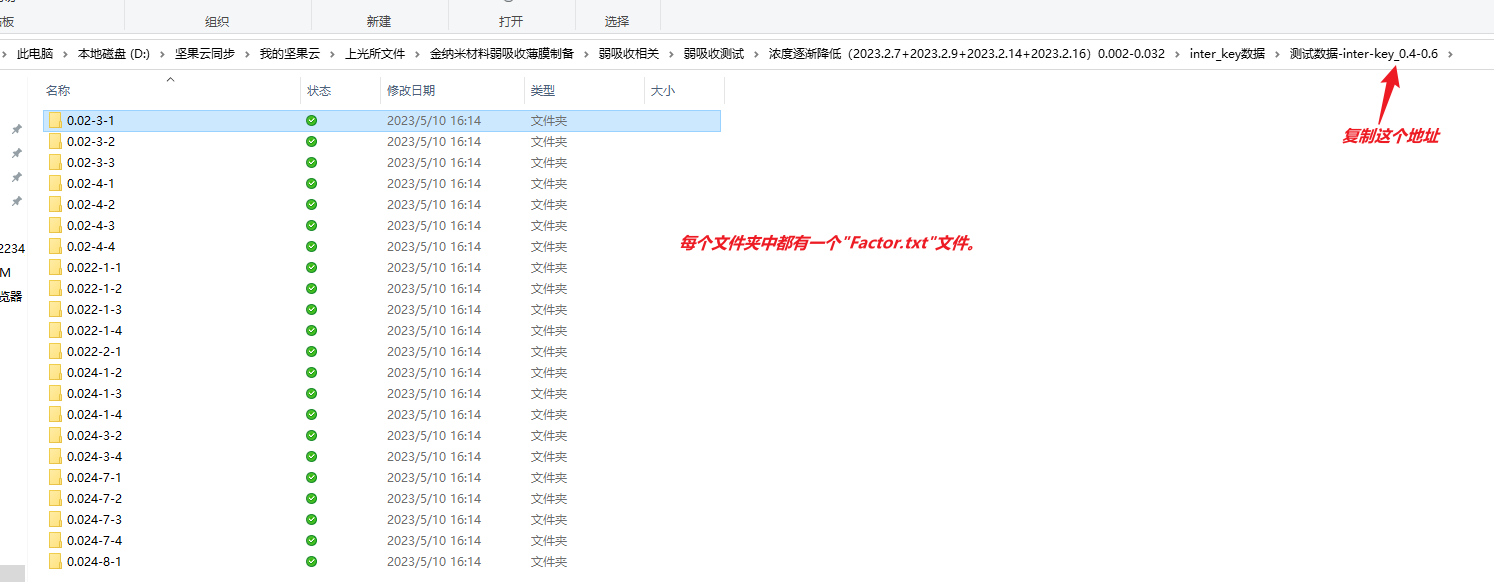 板
组织
新建
打开
选择
此电脑 > 本地磁盘 (D:) > 坚果云同步 > 我的坚果云 > 上光所文件 > 金纳米材料弱吸收薄膜制备 > 弱吸收相关 > 弱吸收测试 > 浓度逐渐降低（2023.2.7+2023.2.9+2023.2.14+2023.2.16）0.002-0.032 > inter_key数据 > 测试数据-inter-key_0.4-0.6 >
名称 状态 修改日期 类型 大小
复制这个地址
0.02-3-1 2023/5/10 16:14 文件夹
0.02-3-2 2023/5/10 16:14 文件夹
0.02-3-3 2023/5/10 16:14 文件夹
0.02-4-1 2023/5/10 16:14 文件夹
0.02-4-2 2023/5/10 16:14 文件夹
0.02-4-3 2023/5/10 16:14 文件夹
每个文件夹中都有一个"Factor.txt"文件。
2234
0.02-4-4 2023/5/10 16:14 文件夹
M
0.022-1-1 2023/5/10 16:14 文件夹
0.022-1-2 2023/5/10 16:14 文件夹
览器
0.022-1-3 2023/5/10 16:14 文件夹
0.022-1-4 2023/5/10 16:14 文件夹
0.022-2-1 2023/5/10 16:14 文件夹
0.024-1-2 2023/5/10 16:14 文件夹
0.024-1-3 2023/5/10 16:14 文件夹
0.024-1-4 2023/5/10 16:14 文件夹
0.024-3-2 2023/5/10 16:14 文件夹
0.024-3-4 2023/5/10 16:14 文件夹
0.024-7-1 2023/5/10 16:14 文件夹
0.024-7-2 2023/5/10 16:14 文件夹
0.024-7-3 2023/5/10 16:14 文件夹
0.024-7-4 2023/5/10 16:14 文件夹
0.024-8-1 2023/5/10 16:14 文件夹